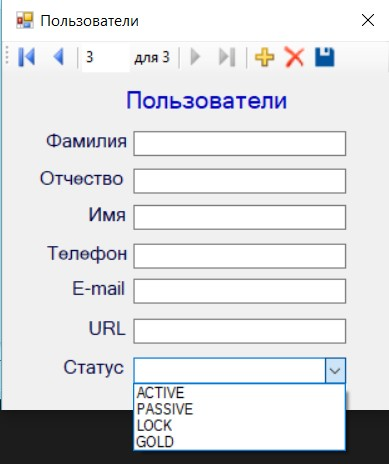 Пользователи
3 для 3
Пользователи
Фамилия
Отчество
Имя
Телефон
E-mail
URL
Статус
ACTIVE
PASSIVE
LOCK
GOLD